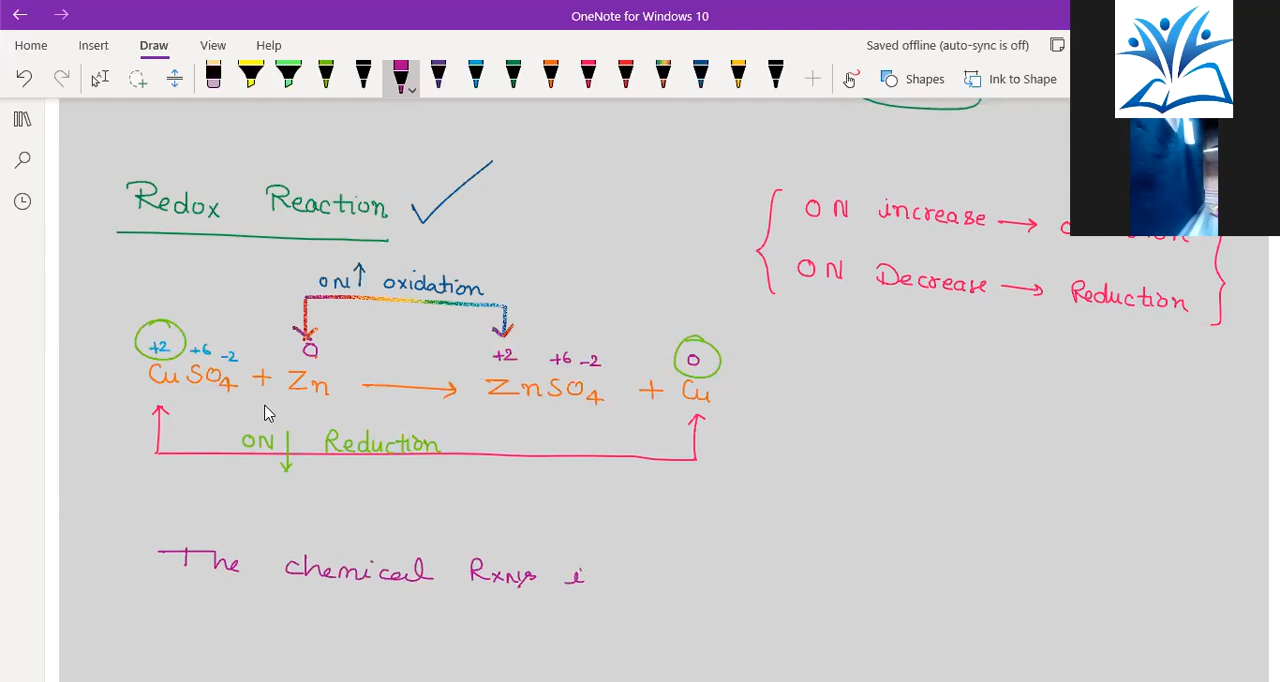 OneNote for Windows 10
Home Insert Draw View Help
Saved offline (auto-sync is off)
Shapes Ink to Shape
Redox Reaction
ON increase →
ON Decrease → Reduction
ON↑ oxidation
+2 +6 -2 0 +2 +6 -2 0
CuSO4 + Zn → ZnSO4 + Cu
ON↓ Reduction
The chemical Rxns i